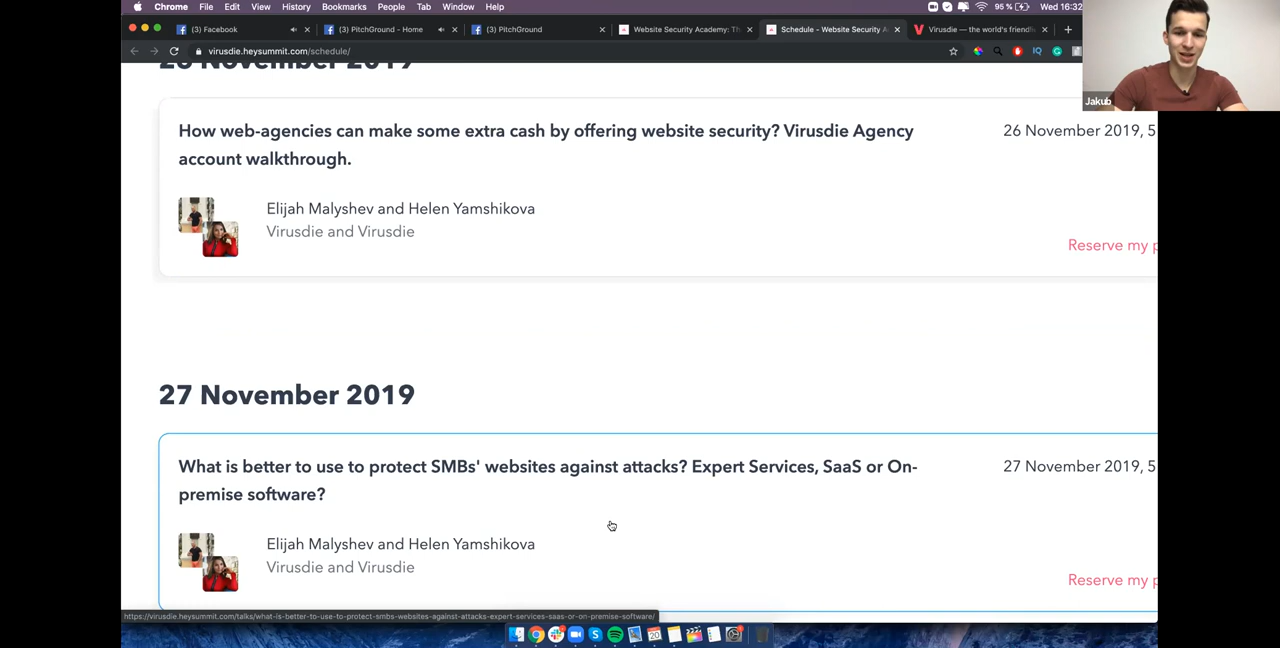 Chrome File Edit View History Bookmarks People Tab Window Help
95 % Wed 16:32
(3) Facebook
(3) PitchGround - Home
(3) PitchGround
Website Security Academy: Th
Schedule - Website Security A
Virusdie — the world's friendli
virusdie.heysummit.com/schedule/
Jakub
26 November 2019
How web-agencies can make some extra cash by offering website security? Virusdie Agency
account walkthrough.
26 November 2019, 5
Elijah Malyshev and Helen Yamshikova
Virusdie and Virusdie
Reserve my p
27 November 2019
What is better to use to protect SMBs' websites against attacks? Expert Services, SaaS or On-
premise software?
27 November 2019, 5
Elijah Malyshev and Helen Yamshikova
Virusdie and Virusdie
Reserve my p
https://virusdie.heysummit.com/talks/what-is-better-to-use-to-protect-smbs-websites-against-attacks-expert-services-saas-or-on-premise-software/